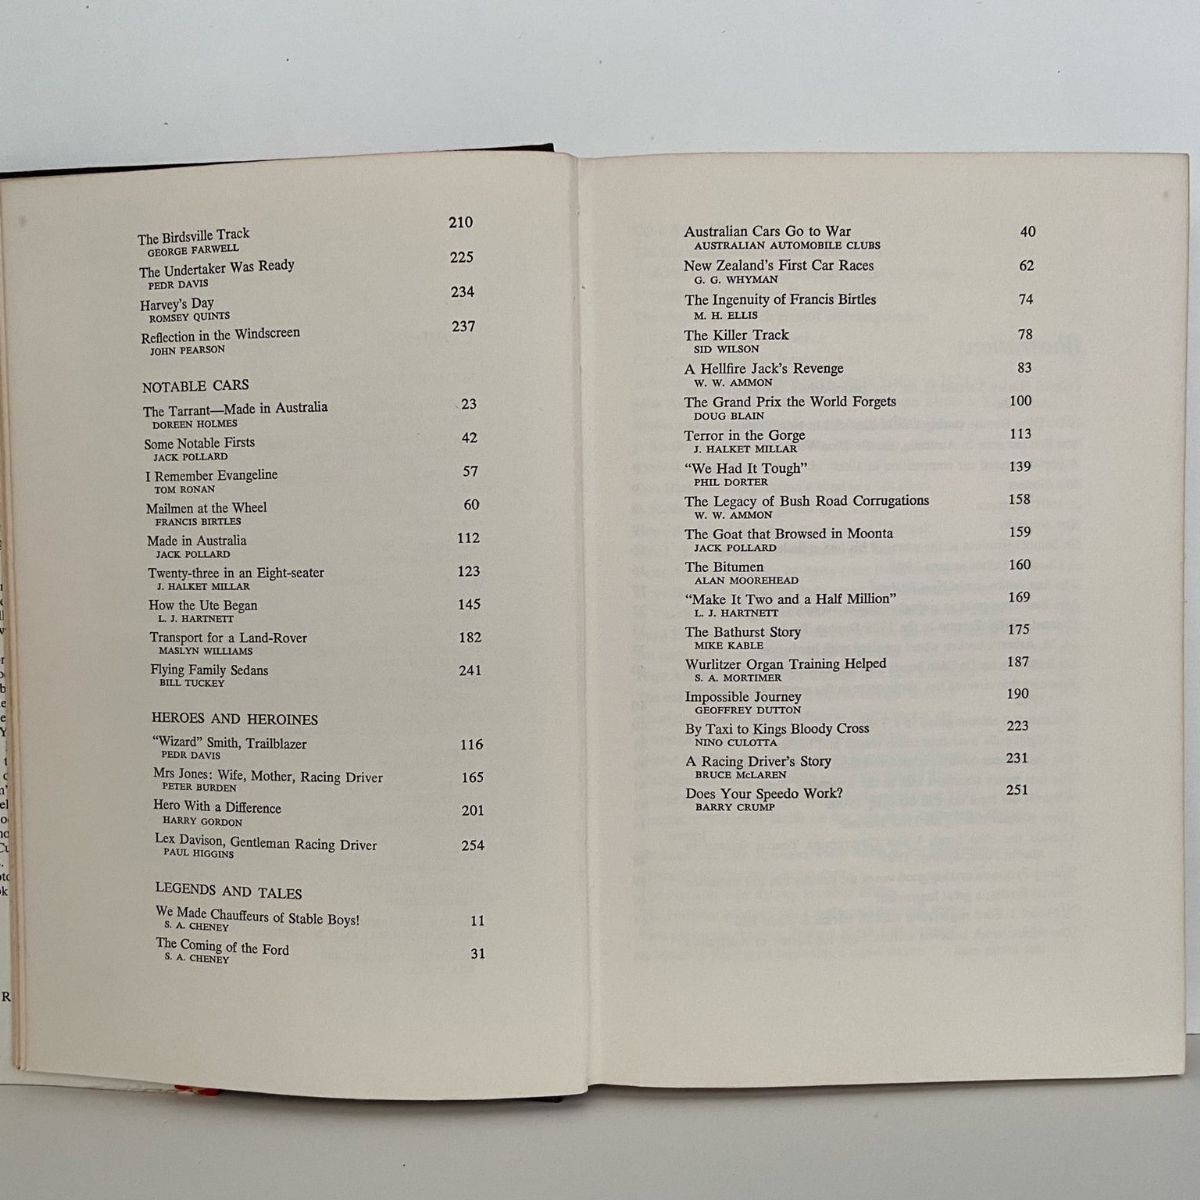 The Birdsville Track 210
GEORGE FARWELL
The Undertaker Was Ready 225
PEDR DAVIS
Harvey's Day 234
ROMSEY QUINTS
Reflection in the Windscreen 237
JOHN PEARSON
NOTABLE CARS
The Tarrant—Made in Australia 23
DOREEN HOLMES
Some Notable Firsts 42
JACK POLLARD
I Remember Evangeline 57
TOM RONAN
Mailmen at the Wheel 60
FRANCIS BIRTLES
Made in Australia 112
JACK POLLARD
Twenty-three in an Eight-seater 123
J. HALKET MILLAR
How the Ute Began 145
L. J. HARTNETT
Transport for a Land-Rover 182
MASLYN WILLIAMS
Flying Family Sedans 241
BILL TUCKEY
HEROES AND HEROINES
"Wizard" Smith, Trailblazer 116
PEDR DAVIS
Mrs Jones: Wife, Mother, Racing Driver 165
PETER BURDEN
Hero With a Difference 201
HARRY GORDON
Lex Davison, Gentleman Racing Driver 254
PAUL HIGGINS
LEGENDS AND TALES
We Made Chauffeurs of Stable Boys! 11
S. A. CHENEY
The Coming of the Ford 31
S. A. CHENEY
Australian Cars Go to War 40
AUSTRALIAN AUTOMOBILE CLUBS
New Zealand's First Car Races 62
G. G. WHYMAN
The Ingenuity of Francis Birtles 74
M. H. ELLIS
The Killer Track 78
SID WILSON
A Hellfire Jack's Revenge 83
W. W. AMMON
The Grand Prix the World Forgets 100
DOUG BLAIN
Terror in the Gorge 113
J. HALKET MILLAR
"We Had It Tough" 139
PHIL DORTER
The Legacy of Bush Road Corrugations 158
W. W. AMMON
The Goat that Browsed in Moonta 159
JACK POLLARD
The Bitumen 160
ALAN MOOREHEAD
"Make It Two and a Half Million" 169
L. J. HARTNETT
The Bathurst Story 175
MIKE KABLE
Wurlitzer Organ Training Helped 187
S. A. MORTIMER
Impossible Journey 190
GEOFFREY DUTTON
By Taxi to Kings Bloody Cross 223
NINO CULOTTA
A Racing Driver's Story 231
BRUCE McLAREN
Does Your Speedo Work? 251
BARRY CRUMP